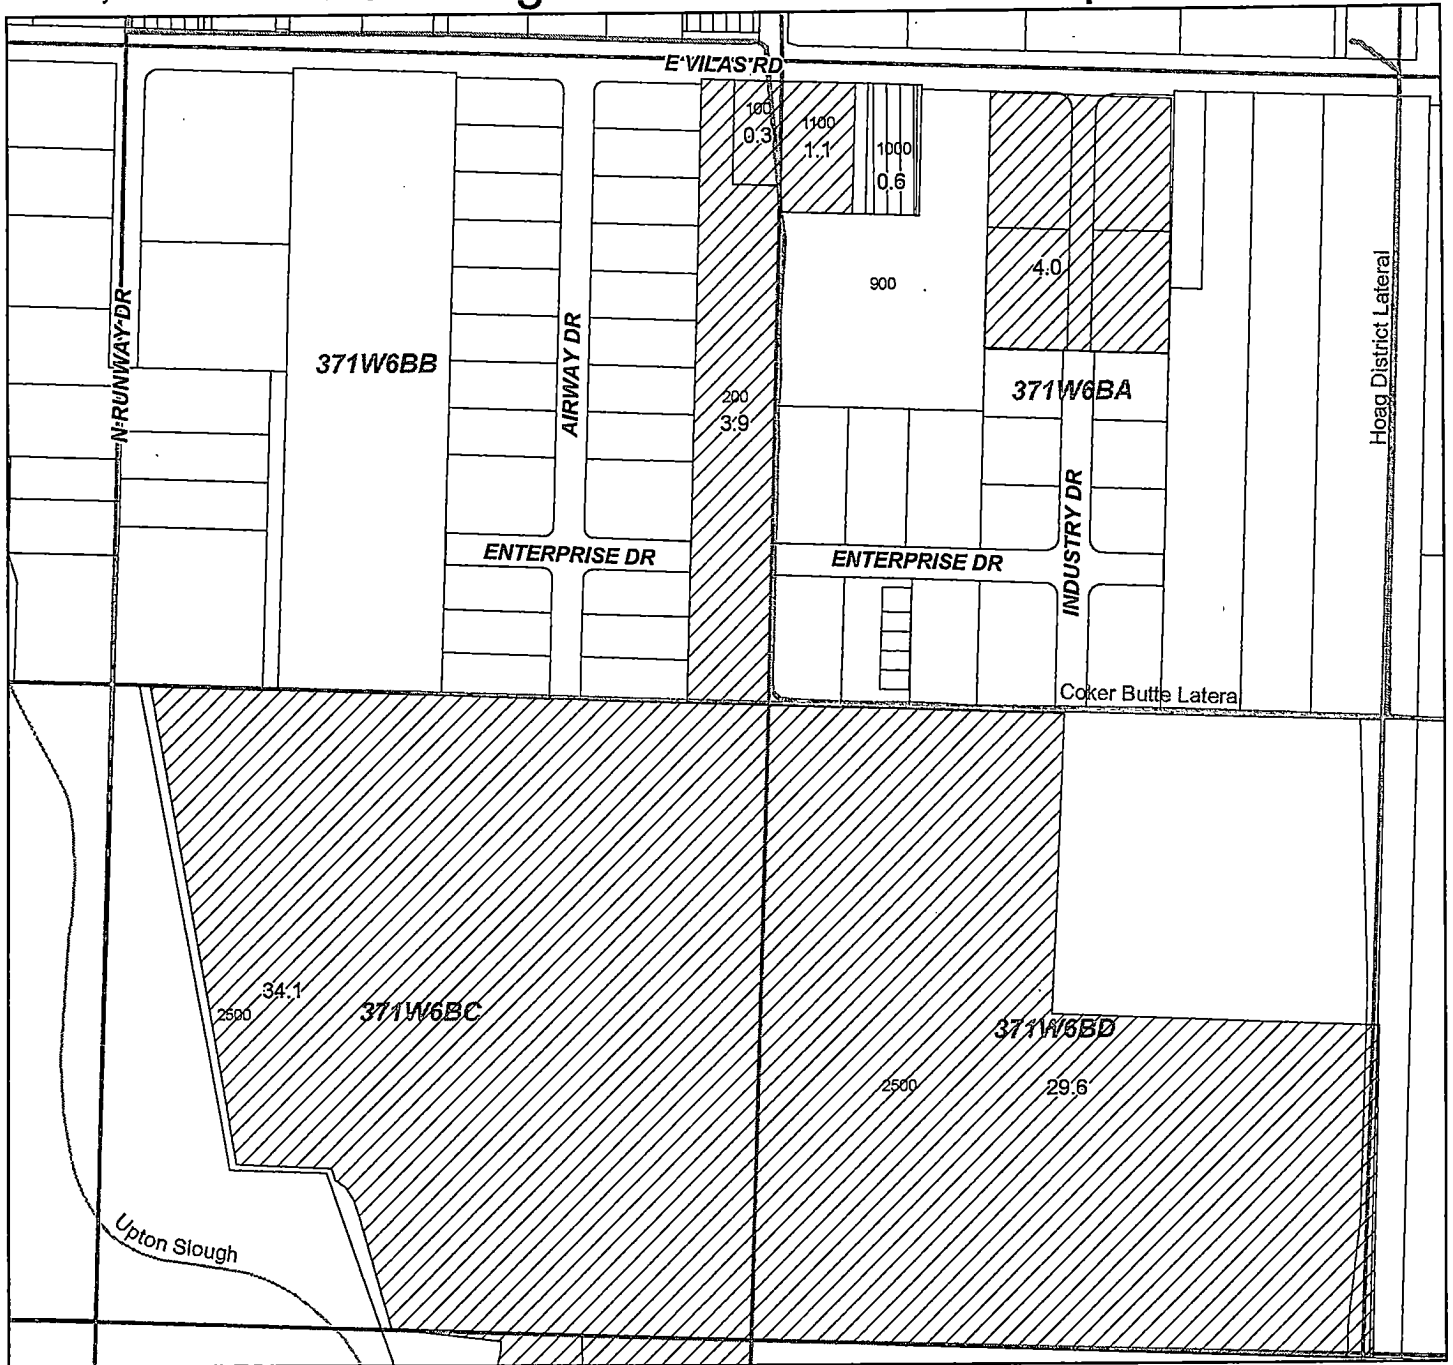 E VILAS RD
100
0.3
1100
1.1
1000
0.6
4.0
900
N RUNWAY DR
371W6BB
AIRWAY DR
200
3.9
371W6BA
Hoag District Lateral
ENTERPRISE DR
ENTERPRISE DR
INDUSTRY DR
Coker Butte Latera
34.1
2500
371W6BC
371W6BD
2500
29.6
Upton Slough